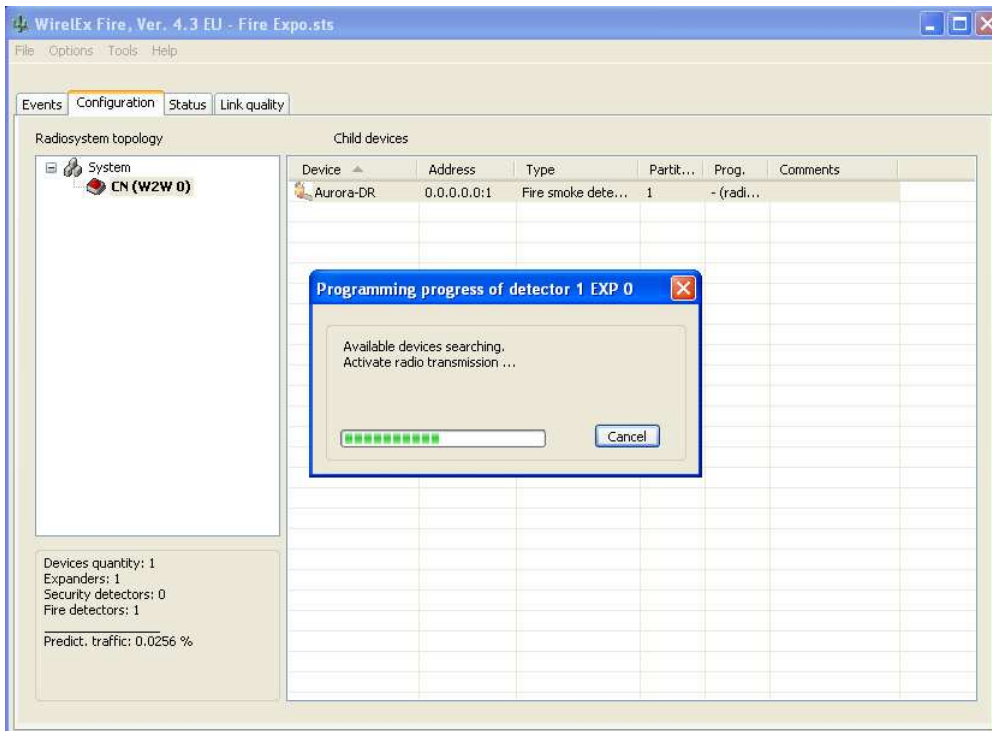 WirelEx Fire, Ver. 4.3 EU - Fire Expo.sts
File Options Tools Help
Events Configuration Status Link quality
Radiosystem topology
System
CN (W2W 0)
Child devices
Device Address Type Partit... Prog. Comments
Aurora-DR 0.0.0.0.0:1 Fire smoke dete... 1 - (radi...
Programming progress of detector 1 EXP 0
Available devices searching.
Activate radio transmission ...
Cancel
Devices quantity: 1
Expanders: 1
Security detectors: 0
Fire detectors: 1
Predict. traffic: 0.0256 %